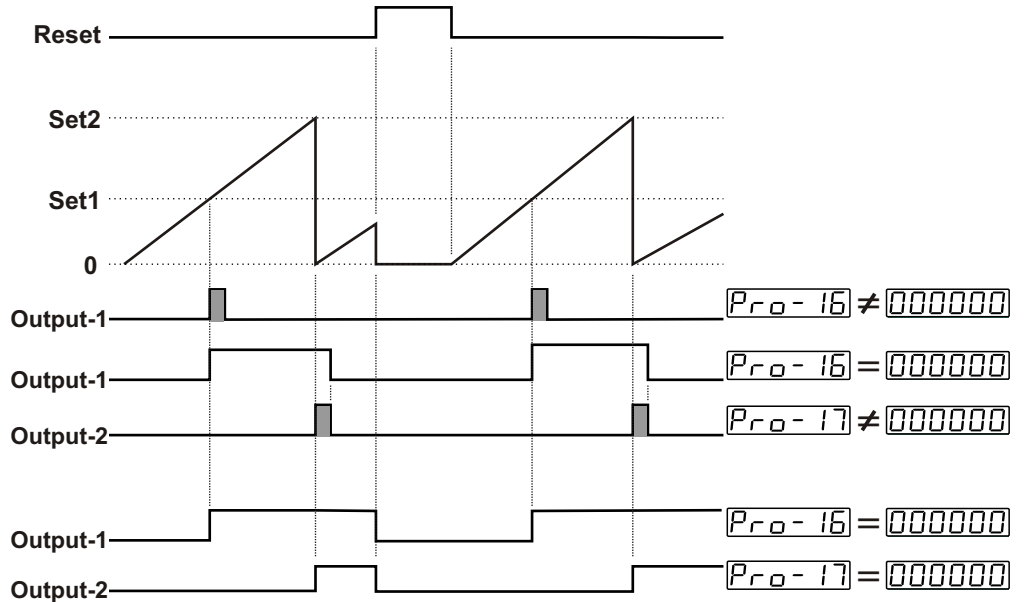 Reset
Set2
Set1
0
Output-1 Pro-16 ≠ 000000
Output-1 Pro-16 = 000000
Output-2 Pro-17 ≠ 000000
Output-1 Pro-16 = 000000
Output-2 Pro-17 = 000000